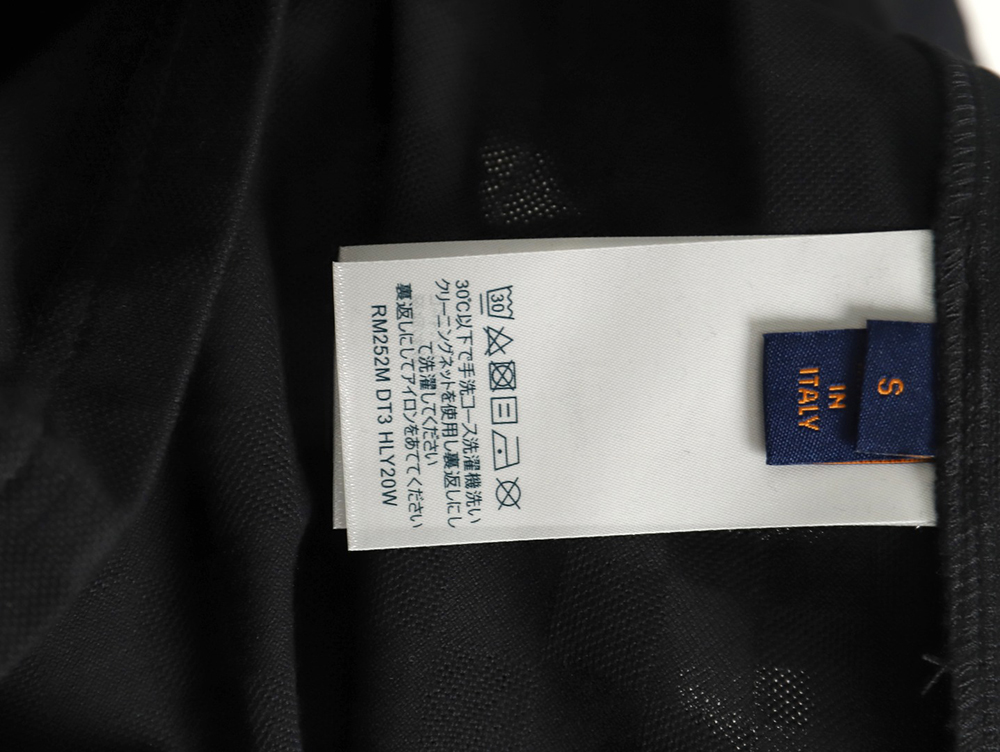 30
30℃以下で手洗コース洗濯機洗い
クリーニングネットを使用し裏返しにし
て洗濯してください
裏返しにしてアイロンをあててください
RM252M DT3 HLY20W
S
IN
ITALY